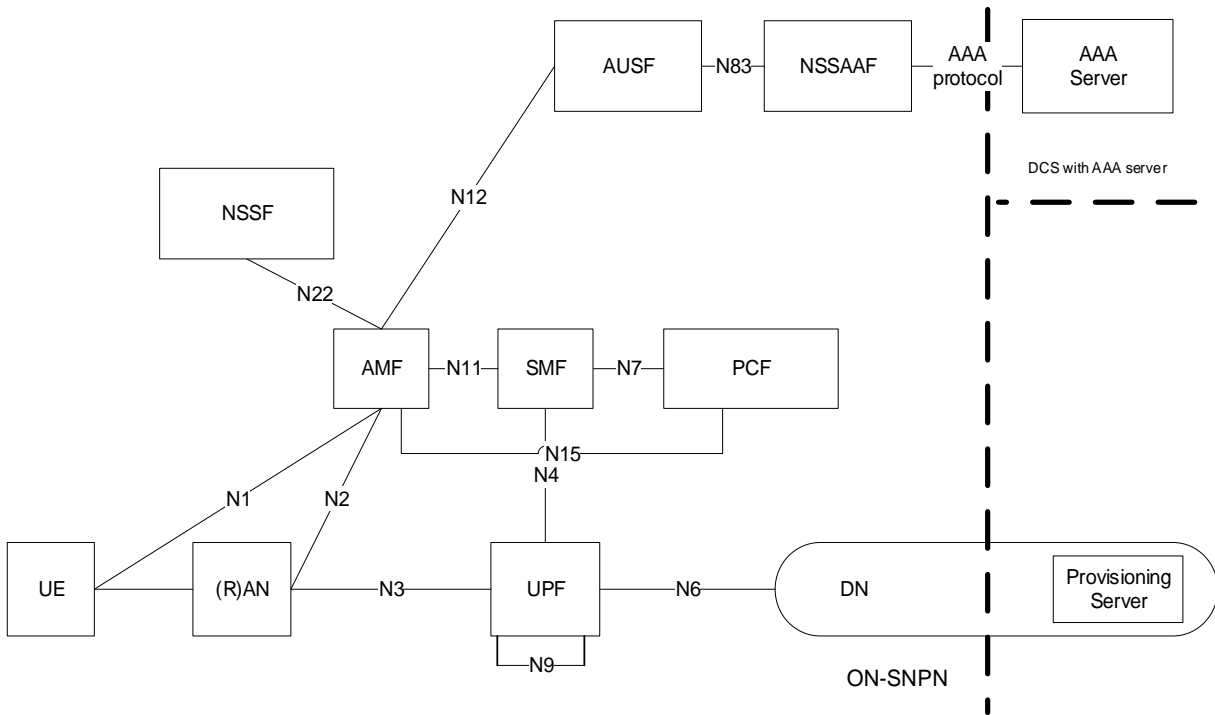 AUSF
N83
NSSAAF
AAA
protocol
AAA
Server
DCS with AAA server
NSSF
N12
N22
AMF
N11
SMF
N7
PCF
N15
N4
N1
N2
UE
(R)AN
N3
UPF
N6
DN
Provisioning
Server
N9
ON-SNPN